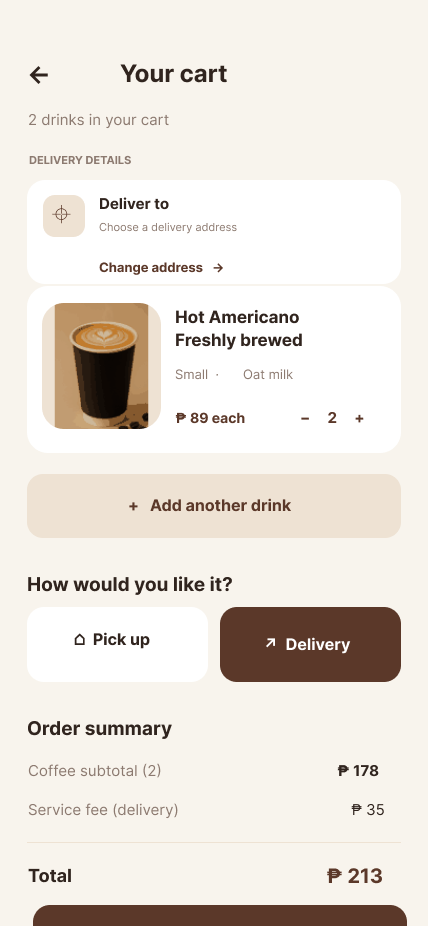 ← Your cart
2 drinks in your cart
DELIVERY DETAILS
Deliver to
Choose a delivery address
Change address →
Hot Americano
Freshly brewed
Small · Oat milk
₱ 89 each − 2 +
+ Add another drink
How would you like it?
⌂ Pick up ↗ Delivery
Order summary
Coffee subtotal (2) ₱ 178
Service fee (delivery) ₱ 35
Total ₱ 213